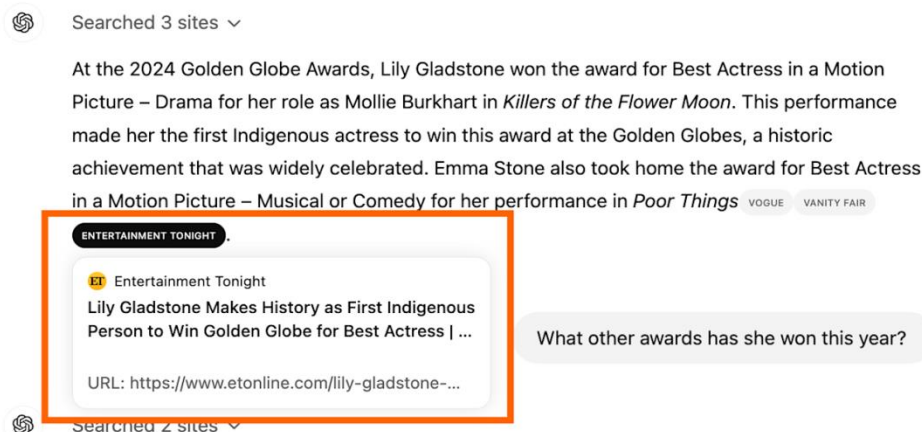 Searched 3 sites
At the 2024 Golden Globe Awards, Lily Gladstone won the award for Best Actress in a Motion
Picture – Drama for her role as Mollie Burkhart in Killers of the Flower Moon. This performance
made her the first Indigenous actress to win this award at the Golden Globes, a historic
achievement that was widely celebrated. Emma Stone also took home the award for Best Actress
in a Motion Picture – Musical or Comedy for her performance in Poor Things VOGUE VANITY FAIR
ENTERTAINMENT TONIGHT.
ET Entertainment Tonight
Lily Gladstone Makes History as First Indigenous
Person to Win Golden Globe for Best Actress | ...
URL: https://www.etonline.com/lily-gladstone-...
What other awards has she won this year?
Searched 2 sites